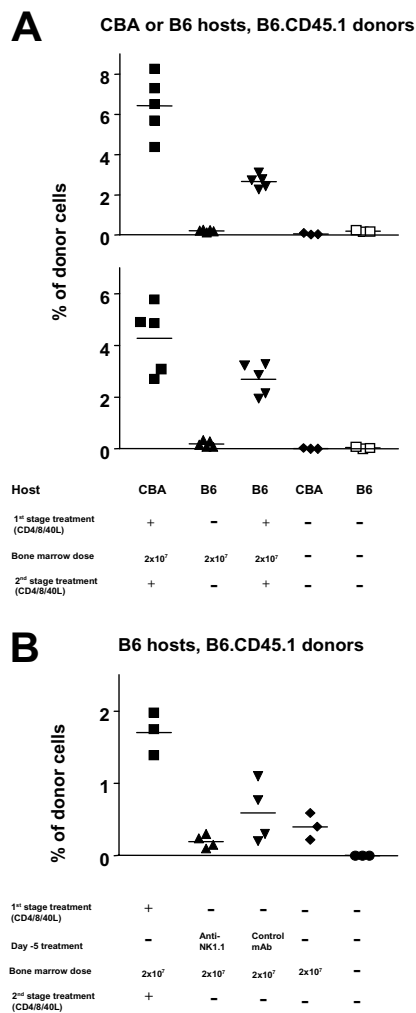 A
CBA or B6 hosts, B6.CD45.1 donors
% of donor cells
8
6
4
2
0
6
4
2
0
Host CBA B6 B6 CBA B6
1st stage treatment + – + – –
(CD4/8/40L)
Bone marrow dose 2x10⁷ 2x10⁷ 2x10⁷ – –
2nd stage treatment + – + – –
(CD4/8/40L)
B
B6 hosts, B6.CD45.1 donors
% of donor cells
2
1
0
1st stage treatment + – – – –
(CD4/8/40L)
Day -5 treatment – Anti- Control – –
NK1.1 mAb
Bone marrow dose 2x10⁷ 2x10⁷ 2x10⁷ 2x10⁷ –
2nd stage treatment + – – – –
(CD4/8/40L)